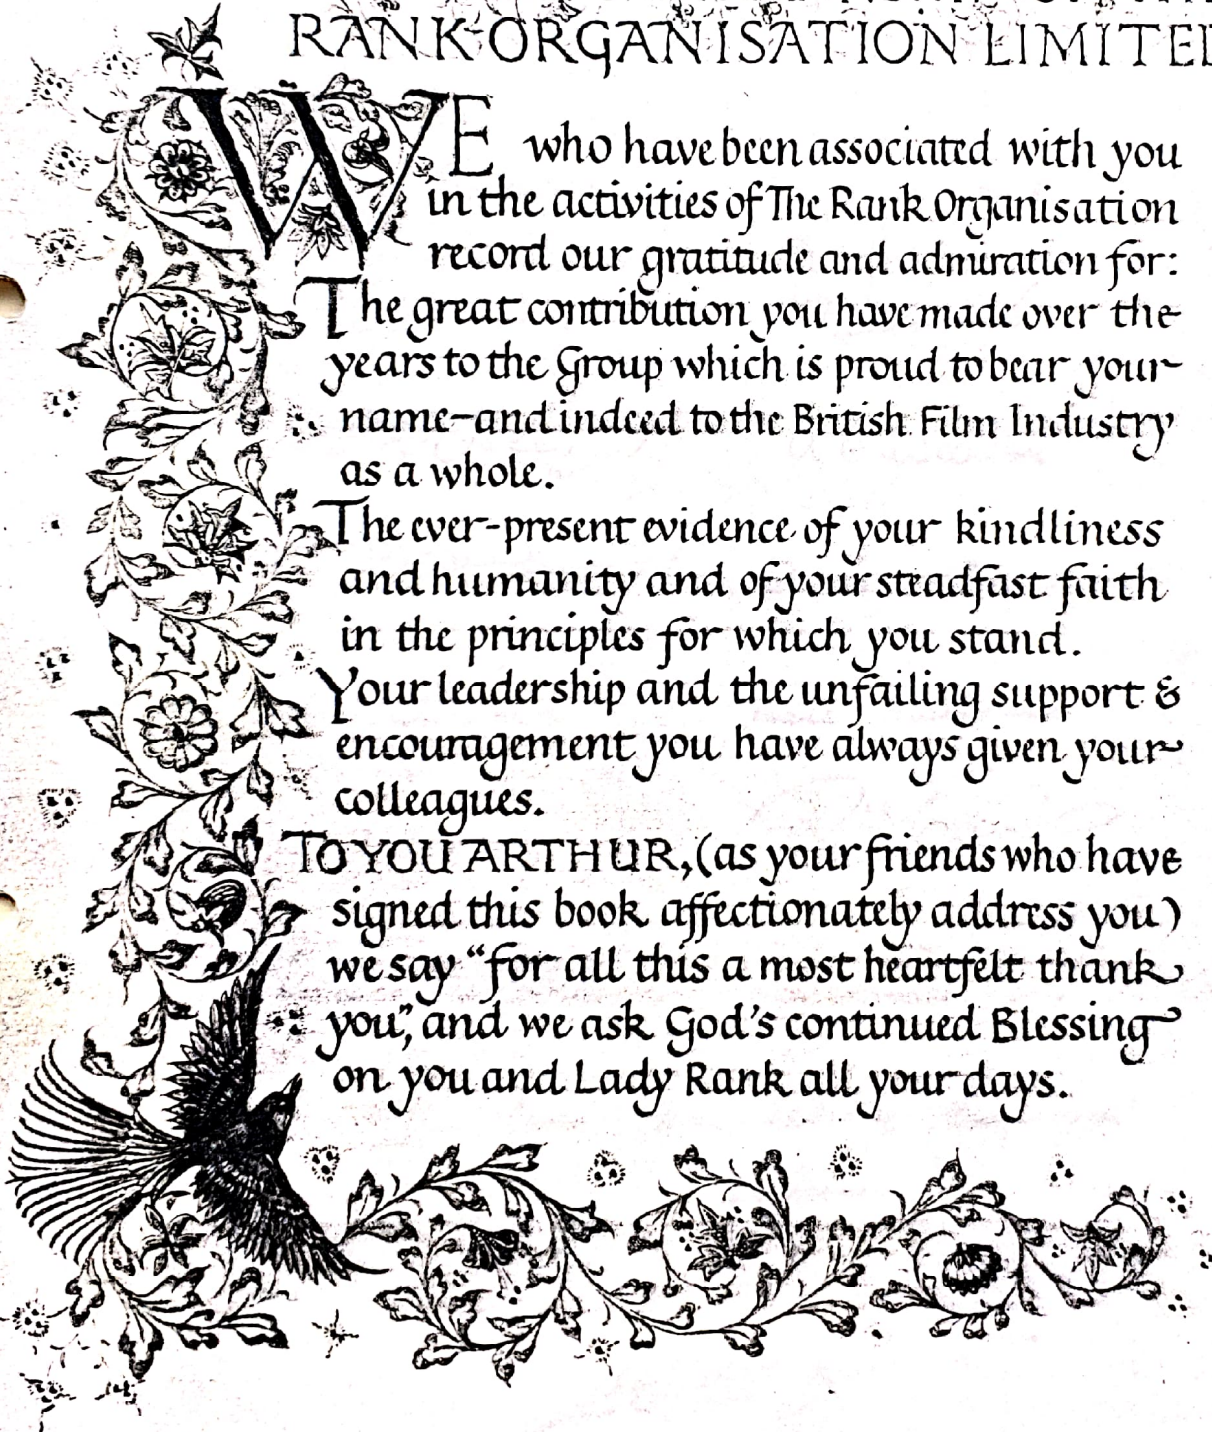 RANK ORGANISATION LIMITED
WE who have been associated with you
in the activities of The Rank Organisation
record our gratitude and admiration for:
The great contribution you have made over the
years to the Group which is proud to bear your
name-and indeed to the British Film Industry
as a whole.
The ever-present evidence of your kindliness
and humanity and of your steadfast faith
in the principles for which you stand.
Your leadership and the unfailing support &
encouragement you have always given your
colleagues.
TO YOU ARTHUR, (as your friends who have
signed this book affectionately address you)
we say "for all this a most heartfelt thank
you", and we ask God's continued Blessing
on you and Lady Rank all your days.